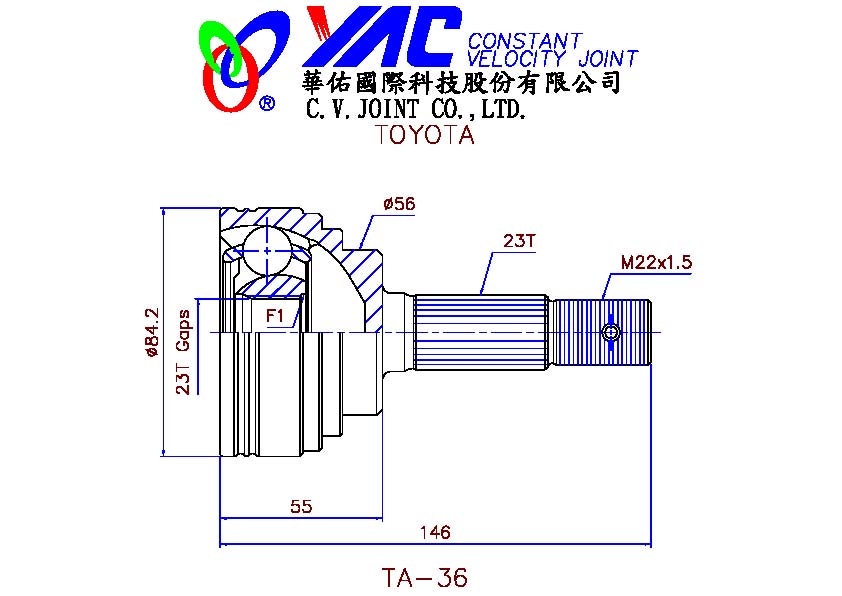 YAC CONSTANT
VELOCITY JOINT
®
華佑國際科技股份有限公司
C.V.JOINT CO.,LTD.
TOYOTA
ø56
23T
M22x1.5
F1
ø84.2
23T Gaps
55
146
TA-36